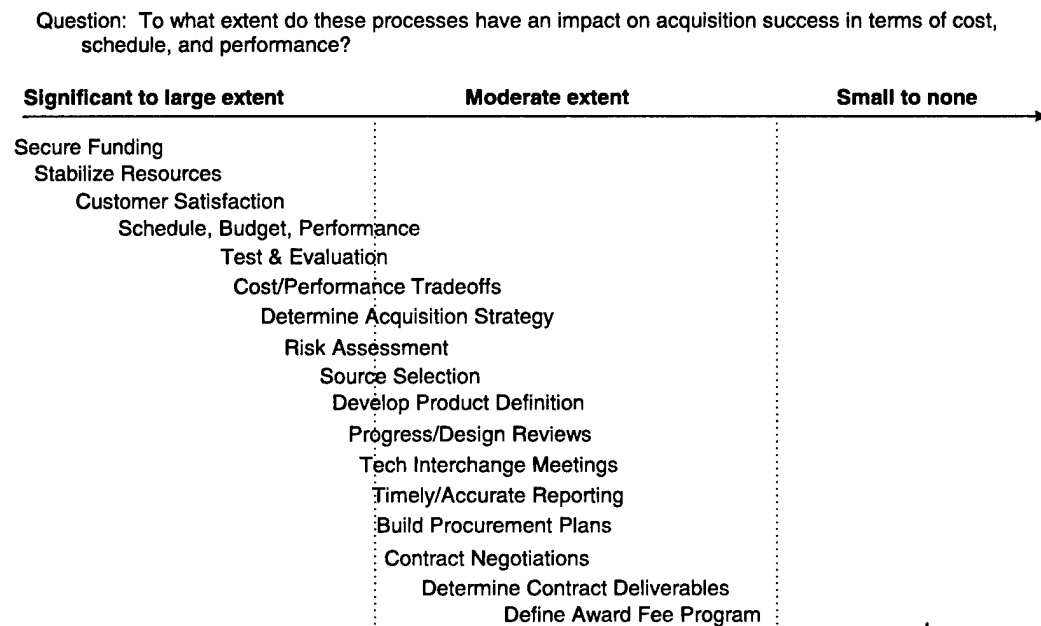 Question: To what extent do these processes have an impact on acquisition success in terms of cost,
schedule, and performance?
Significant to large extent Moderate extent Small to none
Secure Funding
Stabilize Resources
Customer Satisfaction
Schedule, Budget, Performance
Test & Evaluation
Cost/Performance Tradeoffs
Determine Acquisition Strategy
Risk Assessment
Source Selection
Develop Product Definition
Progress/Design Reviews
Tech Interchange Meetings
Timely/Accurate Reporting
Build Procurement Plans
Contract Negotiations
Determine Contract Deliverables
Define Award Fee Program